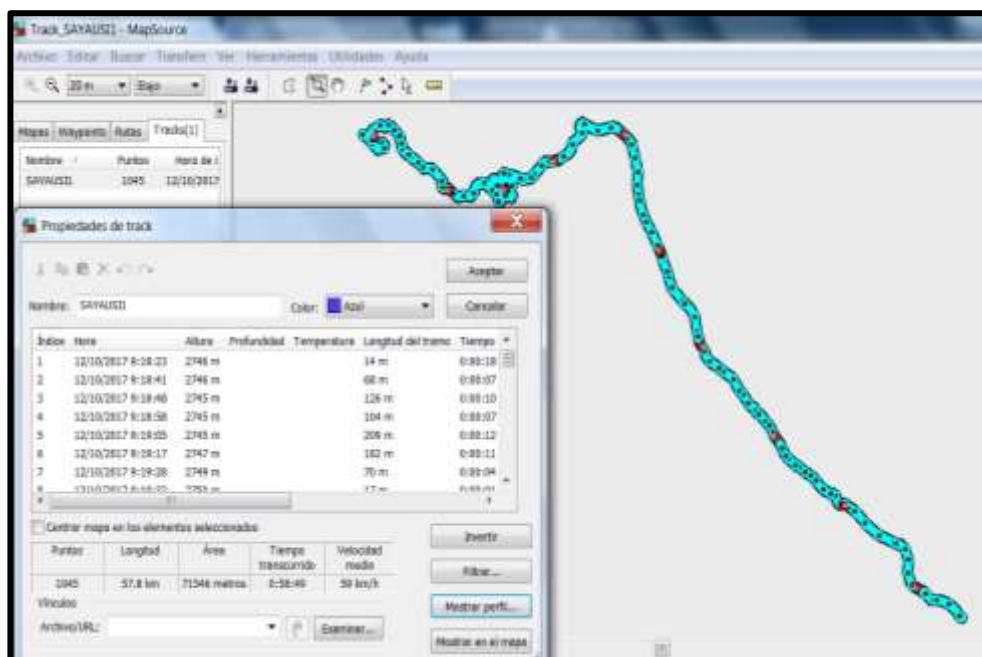 Track_SAYAUSI1 - MapSource
Archivo Editar Buscar Transferir Ver Herramientas Utilidades Ayuda
20 m Bajo
Mapas Waypoints Rutas Tracks(1)
Nombre Puntos Hora de i
SAYAUSI1 1045 12/10/2017
Propiedades de track
Aceptar
Nombre: SAYAUSI1 Color: Azul Cancelar
Índice Hora Altura Profundidad Temperatura Longitud del tramo Tiempo
1 12/10/2017 9:18:23 2746 m 14 m 0:00:18
2 12/10/2017 9:18:41 2746 m 68 m 0:00:07
3 12/10/2017 9:18:48 2745 m 126 m 0:00:10
4 12/10/2017 9:18:58 2745 m 104 m 0:00:07
5 12/10/2017 9:19:05 2745 m 209 m 0:00:12
6 12/10/2017 9:19:17 2747 m 182 m 0:00:11
7 12/10/2017 9:19:28 2749 m 70 m 0:00:04
Centrar mapa en los elementos seleccionados
Invertir
Puntos Longitud Área Tiempo transcurrido Velocidad media
Filtrar...
1045 57.8 km 71546 metros 0:58:49 59 km/h
Vínculos
Mostrar perfil...
Archivo/URL: Examinar...
Mostrar en el mapa